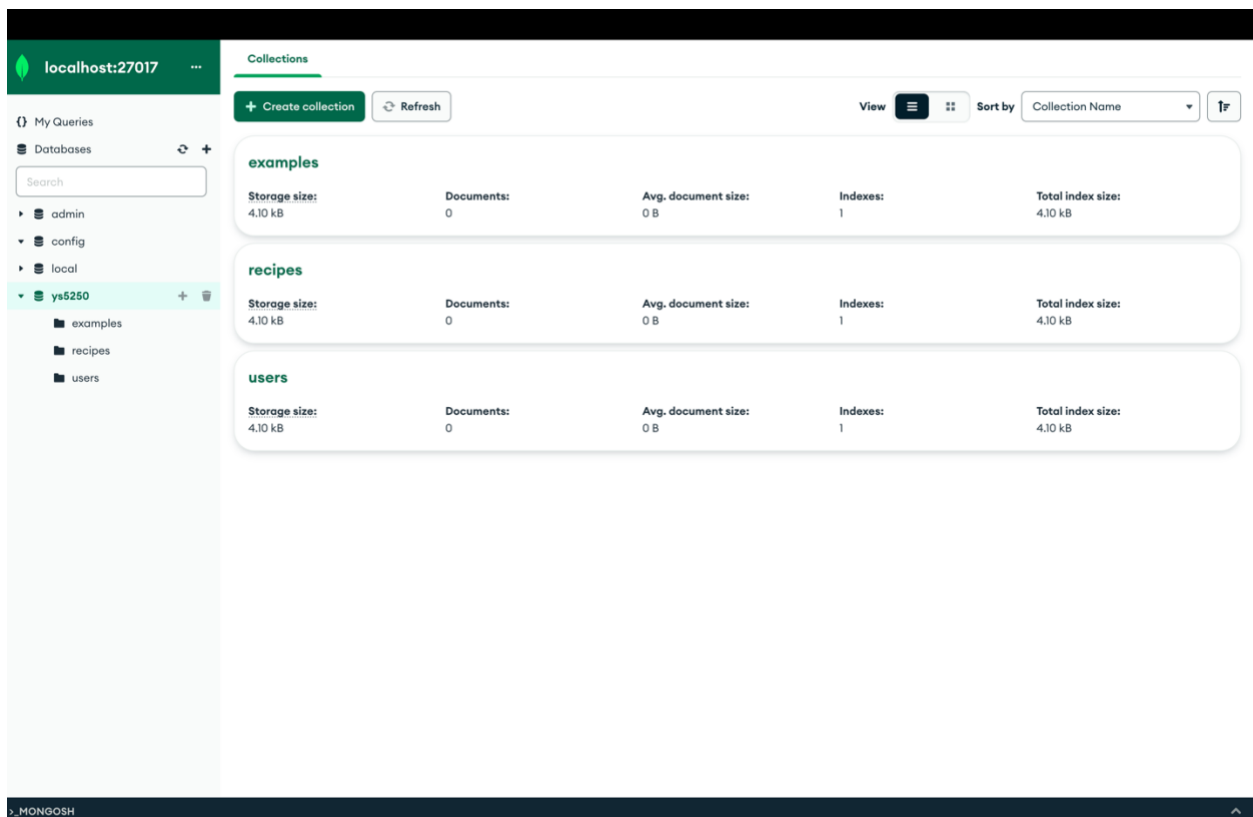 localhost:27017 ...
{} My Queries
Databases
Search
admin
config
local
ys5250
examples
recipes
users
Collections
+ Create collection Refresh View Sort by Collection Name
examples
Storage size: Documents: Avg. document size: Indexes: Total index size:
4.10 kB 0 0 B 1 4.10 kB
recipes
Storage size: Documents: Avg. document size: Indexes: Total index size:
4.10 kB 0 0 B 1 4.10 kB
users
Storage size: Documents: Avg. document size: Indexes: Total index size:
4.10 kB 0 0 B 1 4.10 kB
>_MONGOSH